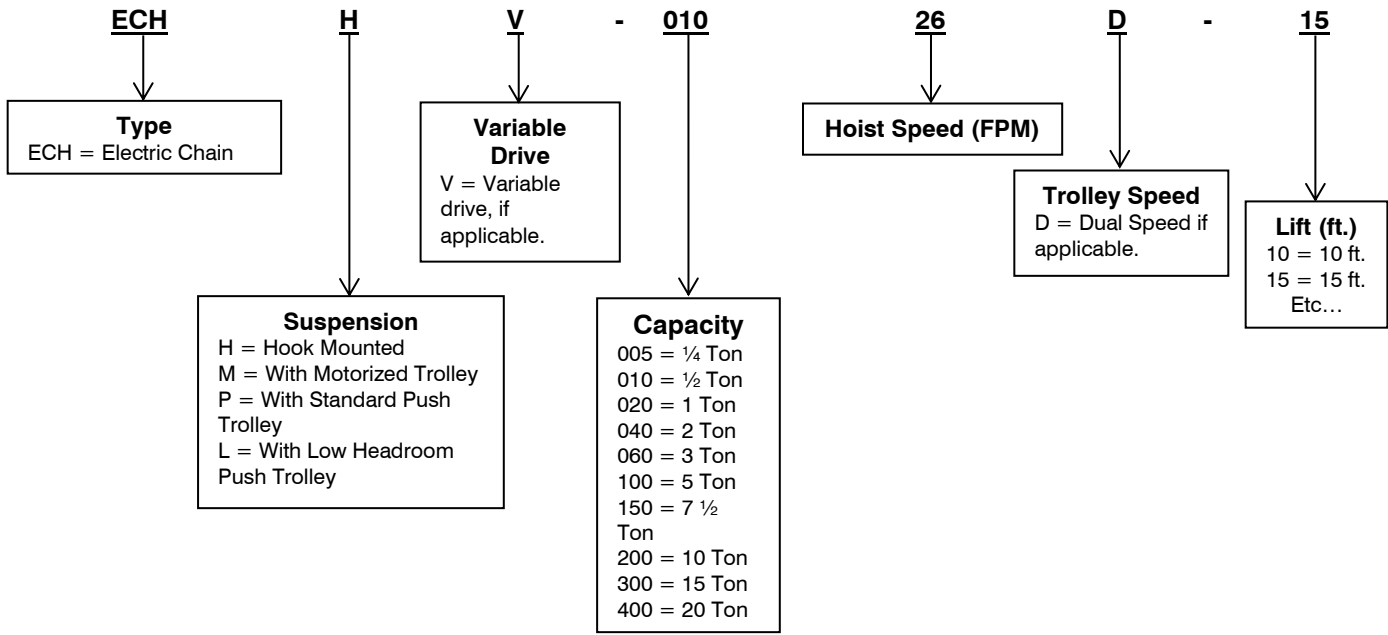 ECH H V - 010 26 D - 15
Type
ECH = Electric Chain
Suspension
H = Hook Mounted
M = With Motorized Trolley
P = With Standard Push
Trolley
L = With Low Headroom
Push Trolley
Variable
Drive
V = Variable
drive, if
applicable.
Capacity
005 = ¼ Ton
010 = ½ Ton
020 = 1 Ton
040 = 2 Ton
060 = 3 Ton
100 = 5 Ton
150 = 7 ½
Ton
200 = 10 Ton
300 = 15 Ton
400 = 20 Ton
Hoist Speed (FPM)
Trolley Speed
D = Dual Speed if
applicable.
Lift (ft.)
10 = 10 ft.
15 = 15 ft.
Etc…